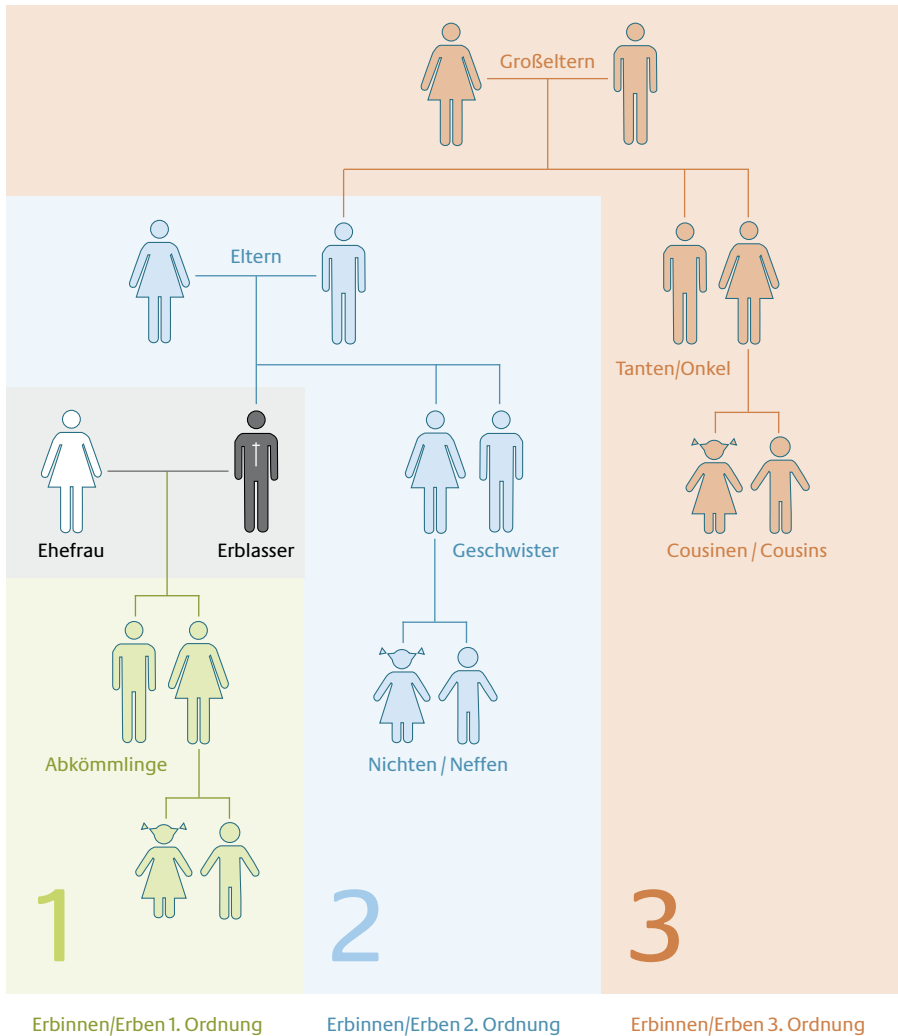 Großeltern
Eltern
Tanten/Onkel
Ehefrau
Erblasser
Geschwister
Cousinen / Cousins
Abkömmlinge
Nichten / Neffen
1
2
3
Erbinnen/Erben 1. Ordnung
Erbinnen/Erben 2. Ordnung
Erbinnen/Erben 3. Ordnung